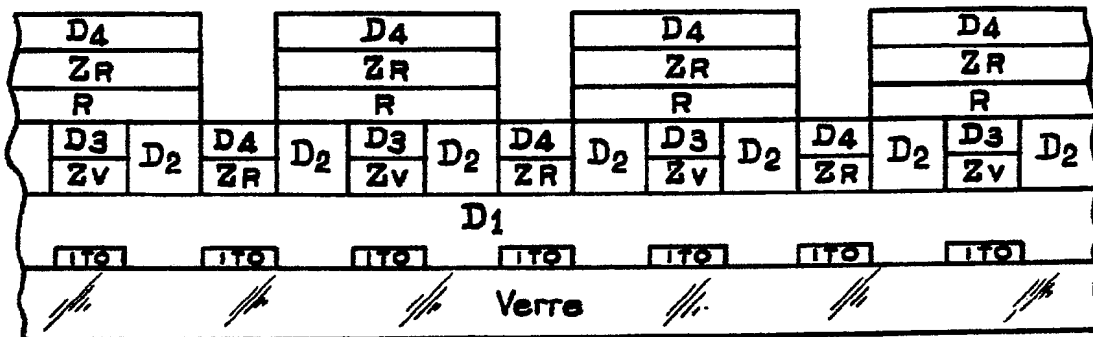 D4 D4 D4 D4
ZR ZR ZR ZR
R R R R
D3 D2 D4 D2 D3 D2 D4 D2 D3 D2 D4 D2 D3 D2
ZV ZR ZV ZR ZV ZR ZV
D1
ITO ITO ITO ITO ITO ITO ITO
Verre